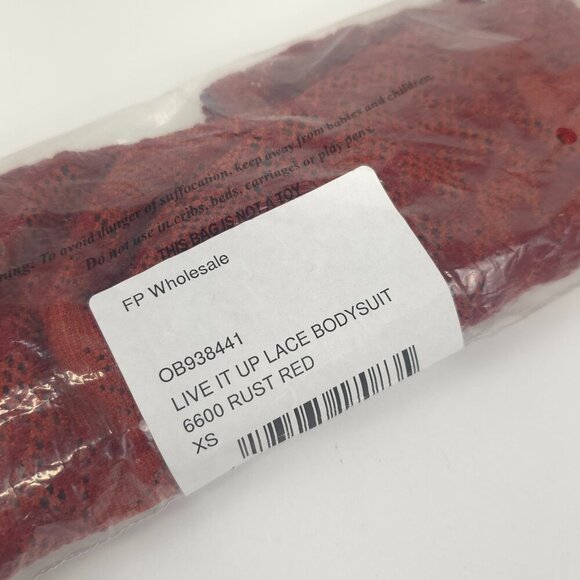 ning. To avoid danger of suffocation, keep away from babies and children.
Do not use in cribs, beds, carriages or play pens.
THIS BAG IS NOT A TOY
FP Wholesale
OB938441
LIVE IT UP LACE BODYSUIT
6600 RUST RED
XS